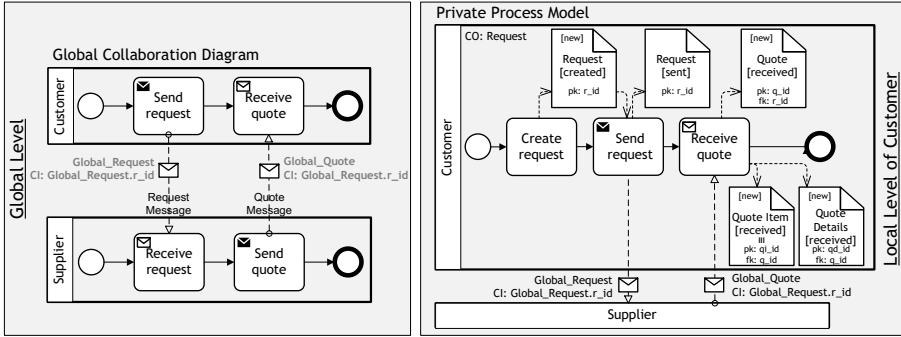 Global Level
Global Collaboration Diagram
Customer
Send
request
Receive
quote
Global_Request
CI: Global_Request.r_id
Global_Quote
CI: Global_Request.r_id
Request
Message
Quote
Message
Supplier
Receive
request
Send
quote
Private Process Model
Local Level of Customer
Customer
CO: Request
[new]
Request
[created]
pk: r_id
Request
[sent]
pk: r_id
[new]
Quote
[received]
pk: q_id
fk: r_id
Create
request
Send
request
Receive
quote
[new]
Quote Item
[received]
pk: qi_id
fk: q_id
[new]
Quote
Details
[received]
pk: qd_id
fk: q_id
Global_Request
CI: Global_Request.r_id
Global_Quote
CI: Global_Request.r_id
Supplier